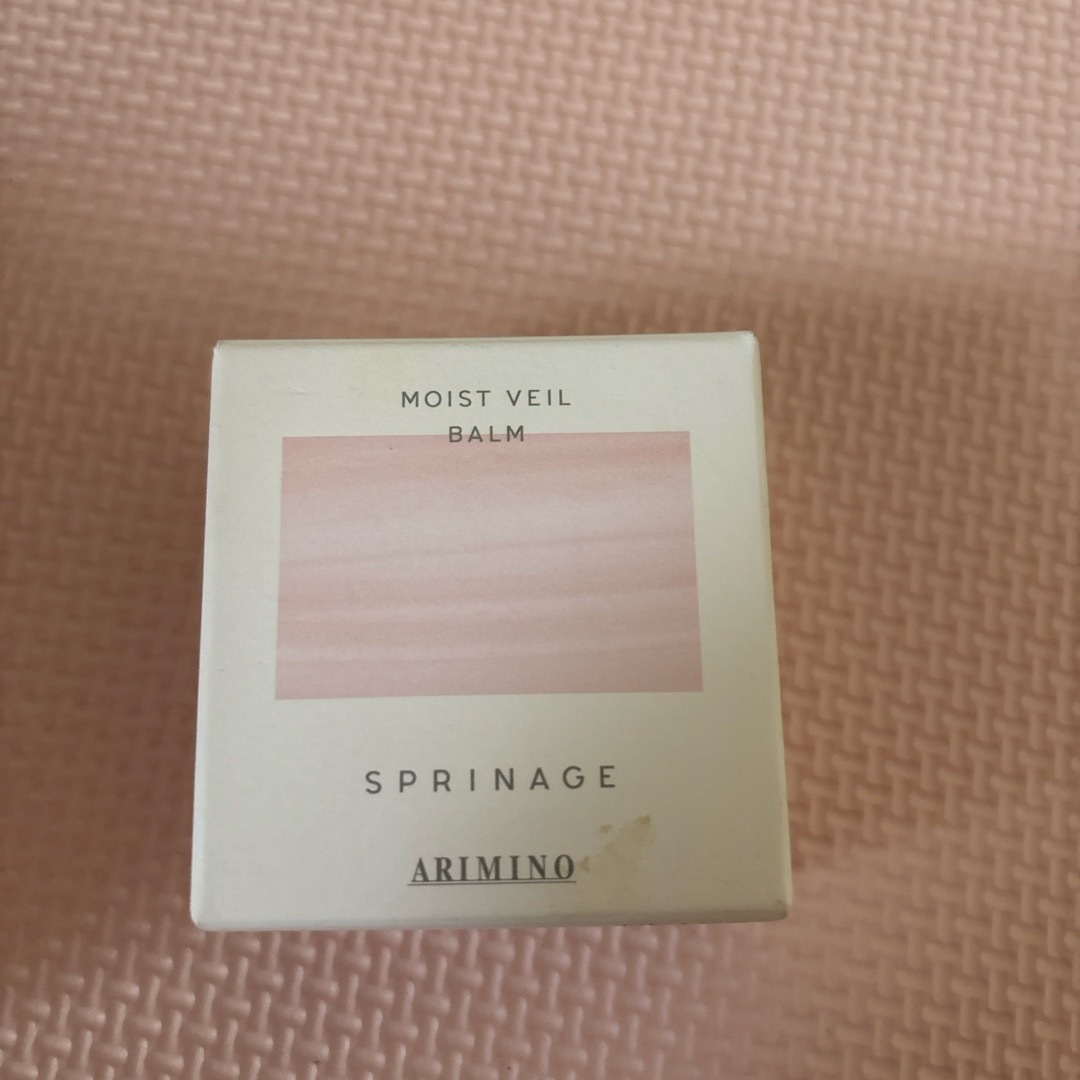 MOIST VEIL
BALM
SPRINAGE
ARIMINO